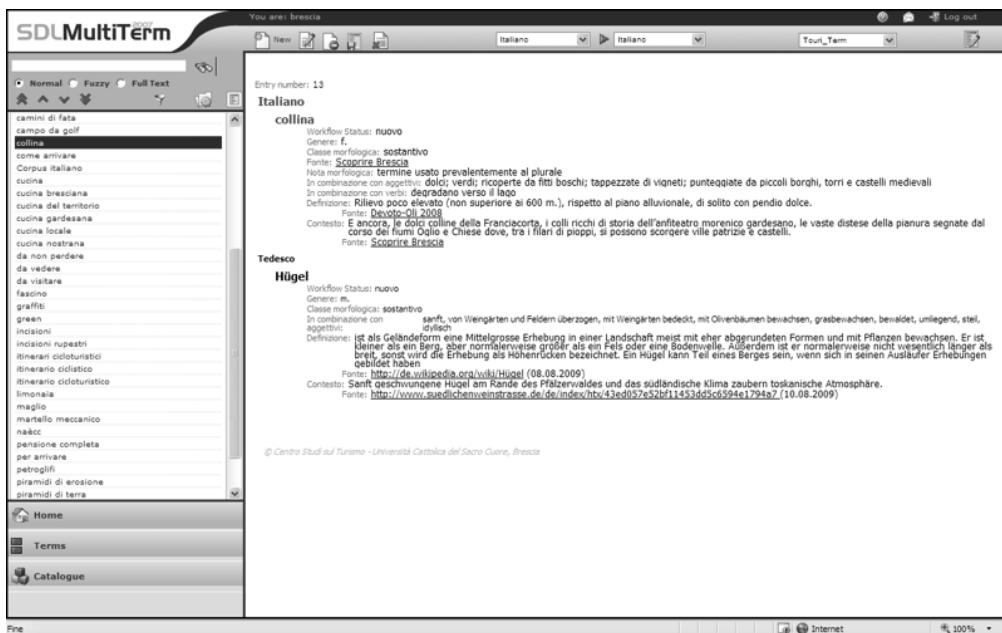 SDLMultiTerm 2007
You are: brescia
Log out
New
Italiano
Italiano
Touri_Term
Normal Fuzzy Full Text
camini di fata
campo da golf
collina
come arrivare
Corpus italiano
cucina
cucina bresciana
cucina del territorio
cucina gardesana
cucina locale
cucina nostrana
da non perdere
da vedere
da visitare
fascino
graffiti
green
incisioni
incisioni rupestri
itinerari cicloturistici
itinerario ciclistico
itinerario cicloturistico
limonaia
maglio
martello meccanico
naècc
pensione completa
per arrivare
petroglifi
piramidi di erosione
piramidi di terra
Home
Terms
Catalogue
Entry number: 13
Italiano
collina
Workflow Status: nuovo
Genere: f.
Classe morfologica: sostantivo
Fonte: Scoprire Brescia
Nota morfologica: termine usato prevalentemente al plurale
In combinazione con aggettivi: dolci; verdi; ricoperte da fitti boschi; tappezzate di vigneti; punteggiate da piccoli borghi, torri e castelli medievali
In combinazione con verbi: degradano verso il lago
Definizione: Rilievo poco elevato (non superiore ai 600 m.), rispetto al piano alluvionale, di solito con pendio dolce.
Fonte: Devoto-Oli 2008
Contesto: E ancora, le dolci colline della Franciacorta, i colli ricchi di storia dell'anfiteatro morenico gardesano, le vaste distese della pianura segnate dal
corso dei fiumi Oglio e Chiese dove, tra i filari di pioppi, si possono scorgere ville patrizie e castelli.
Fonte: Scoprire Brescia
Tedesco
Hügel
Workflow Status: nuovo
Genere: m.
Classe morfologica: sostantivo
In combinazione con aggettivi: sanft, von Weingärten und Feldern überzogen, mit Weingärten bedeckt, mit Olivenbäumen bewachsen, grasbewachsen, bewaldet, umliegend, steil,
idyllisch
Definizione: ist als Geländeform eine Mittelgrosse Erhebung in einer Landschaft meist mit eher abgerundeten Formen und mit Pflanzen bewachsen. Er ist
kleiner als ein Berg, aber normalerweise größer als ein Fels oder eine Bodenwelle. Außerdem ist er normalerweise nicht wesentlich länger als
breit, sonst wird die Erhebung als Höhenrücken bezeichnet. Ein Hügel kann Teil eines Berges sein, wenn sich in seinen Ausläufer Erhebungen
gebildet haben
Fonte: http://de.wikipedia.org/wiki/Hügel (08.08.2009)
Contesto: Sanft geschwungene Hügel am Rande des Pfälzerwaldes und das südländische Klima zaubern toskanische Atmosphäre.
Fonte: http://www.suedlichenweinstrasse.de/de/index/htx/43ed057e52bf11453dd5c6594e1794a7 (10.08.2009)
© Centro Studi sul Turismo - Università Cattolica del Sacro Cuore, Brescia
Fine
Internet
100%